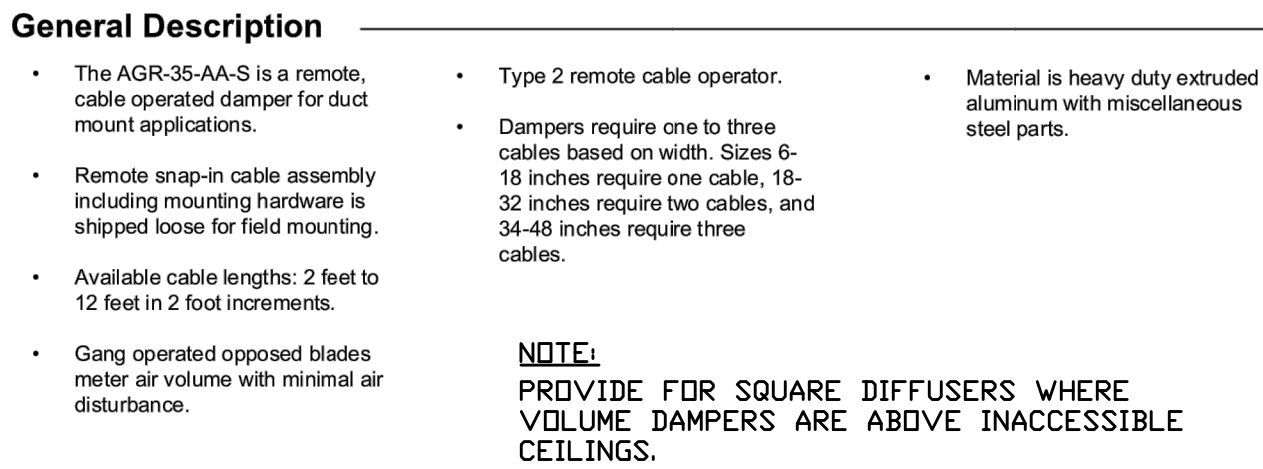 General Description
• The AGR-35-AA-S is a remote,
cable operated damper for duct
mount applications.
• Remote snap-in cable assembly
including mounting hardware is
shipped loose for field mounting.
• Available cable lengths: 2 feet to
12 feet in 2 foot increments.
• Gang operated opposed blades
meter air volume with minimal air
disturbance.
• Type 2 remote cable operator.
• Dampers require one to three
cables based on width. Sizes 6-
18 inches require one cable, 18-
32 inches require two cables, and
34-48 inches require three
cables.
• Material is heavy duty extruded
aluminum with miscellaneous
steel parts.
NOTE:
PROVIDE FOR SQUARE DIFFUSERS WHERE
VOLUME DAMPERS ARE ABOVE INACCESSIBLE
CEILINGS.